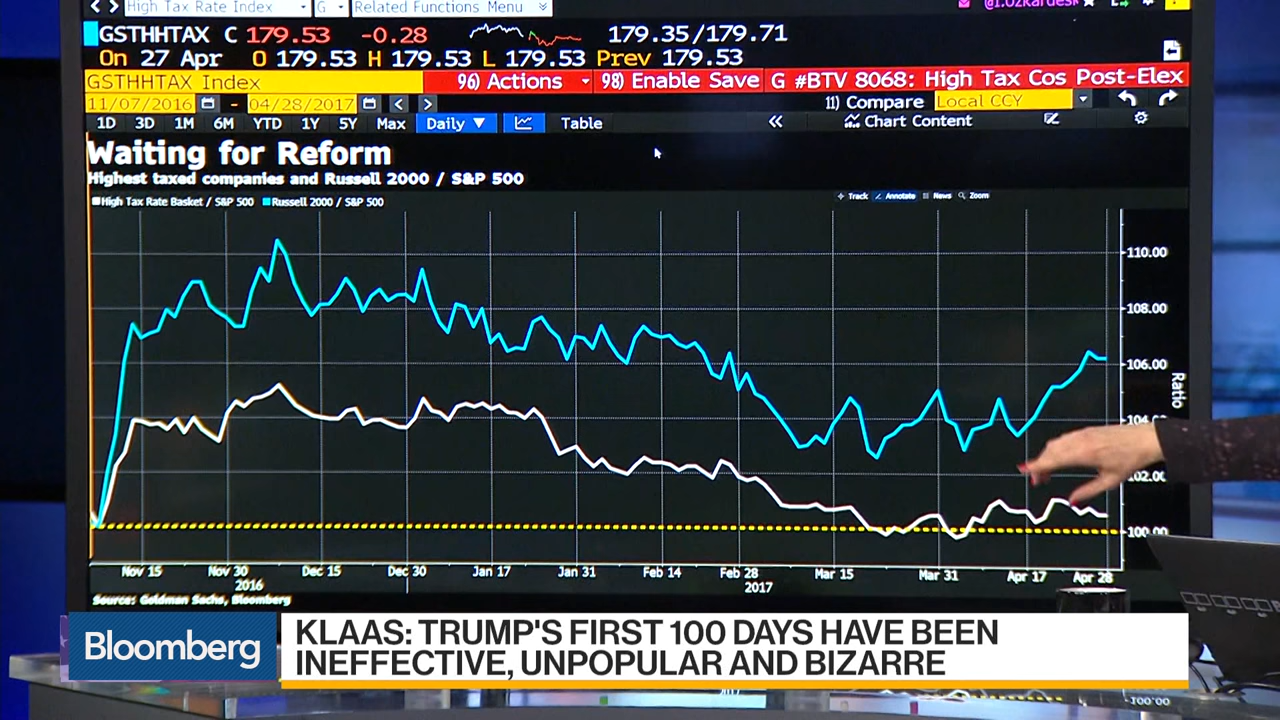 High Tax Rate Index G Related Functions Menu
GSTHHTAX C 179.53 -0.28 179.35/179.71
On 27 Apr O 179.53 H 179.53 L 179.53 Prev 179.53
GSTHHTAX Index 96) Actions 98) Enable Save G #BTV 8068: High Tax Cos Post-Elex
11/07/2016 - 04/28/2017 11) Compare Local CCY
1D 3D 1M 6M YTD 1Y 5Y Max Daily ▼ Table « Chart Content
Waiting for Reform
Highest taxed companies and Russell 2000 / S&P 500
High Tax Rate Basket / S&P 500 Russell 2000 / S&P 500 Track Annotate News Zoom
110.00
108.00
106.00
104.00
102.00
100.00
Ratio
Nov 15 Nov 30 Dec 15 Dec 30 Jan 17 Jan 31 Feb 14 Feb 28 Mar 15 Mar 31 Apr 17 Apr 28
2016 2017
Source: Goldman Sachs, Bloomberg
Bloomberg
KLAAS: TRUMP'S FIRST 100 DAYS HAVE BEEN
INEFFECTIVE, UNPOPULAR AND BIZARRE